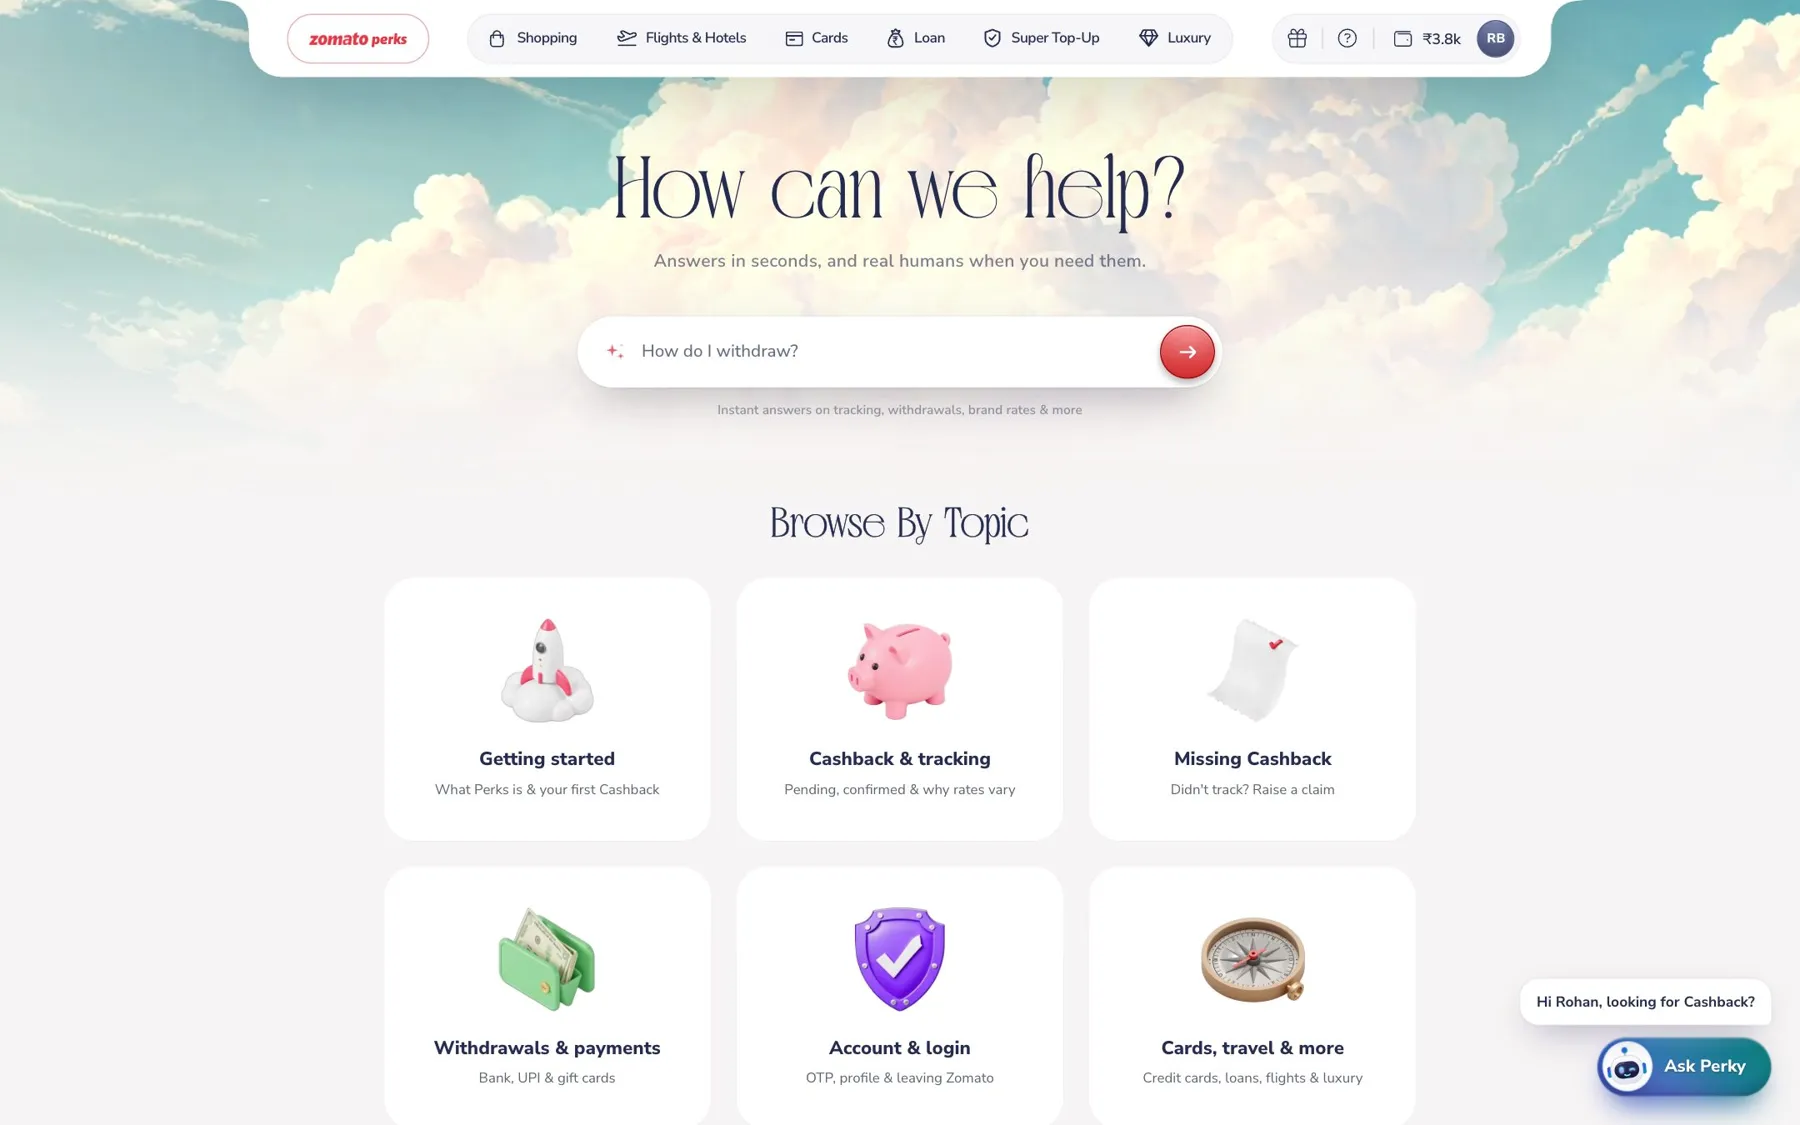 zomato perks
Shopping
Flights & Hotels
Cards
Loan
Super Top-Up
Luxury
₹3.8k
RB
How can we help?
Answers in seconds, and real humans when you need them.
How do I withdraw?
Instant answers on tracking, withdrawals, brand rates & more
Browse By Topic
Getting started
What Perks is & your first Cashback
Cashback & tracking
Pending, confirmed & why rates vary
Missing Cashback
Didn't track? Raise a claim
Withdrawals & payments
Bank, UPI & gift cards
Account & login
OTP, profile & leaving Zomato
Cards, travel & more
Credit cards, loans, flights & luxury
Hi Rohan, looking for Cashback?
Ask Perky